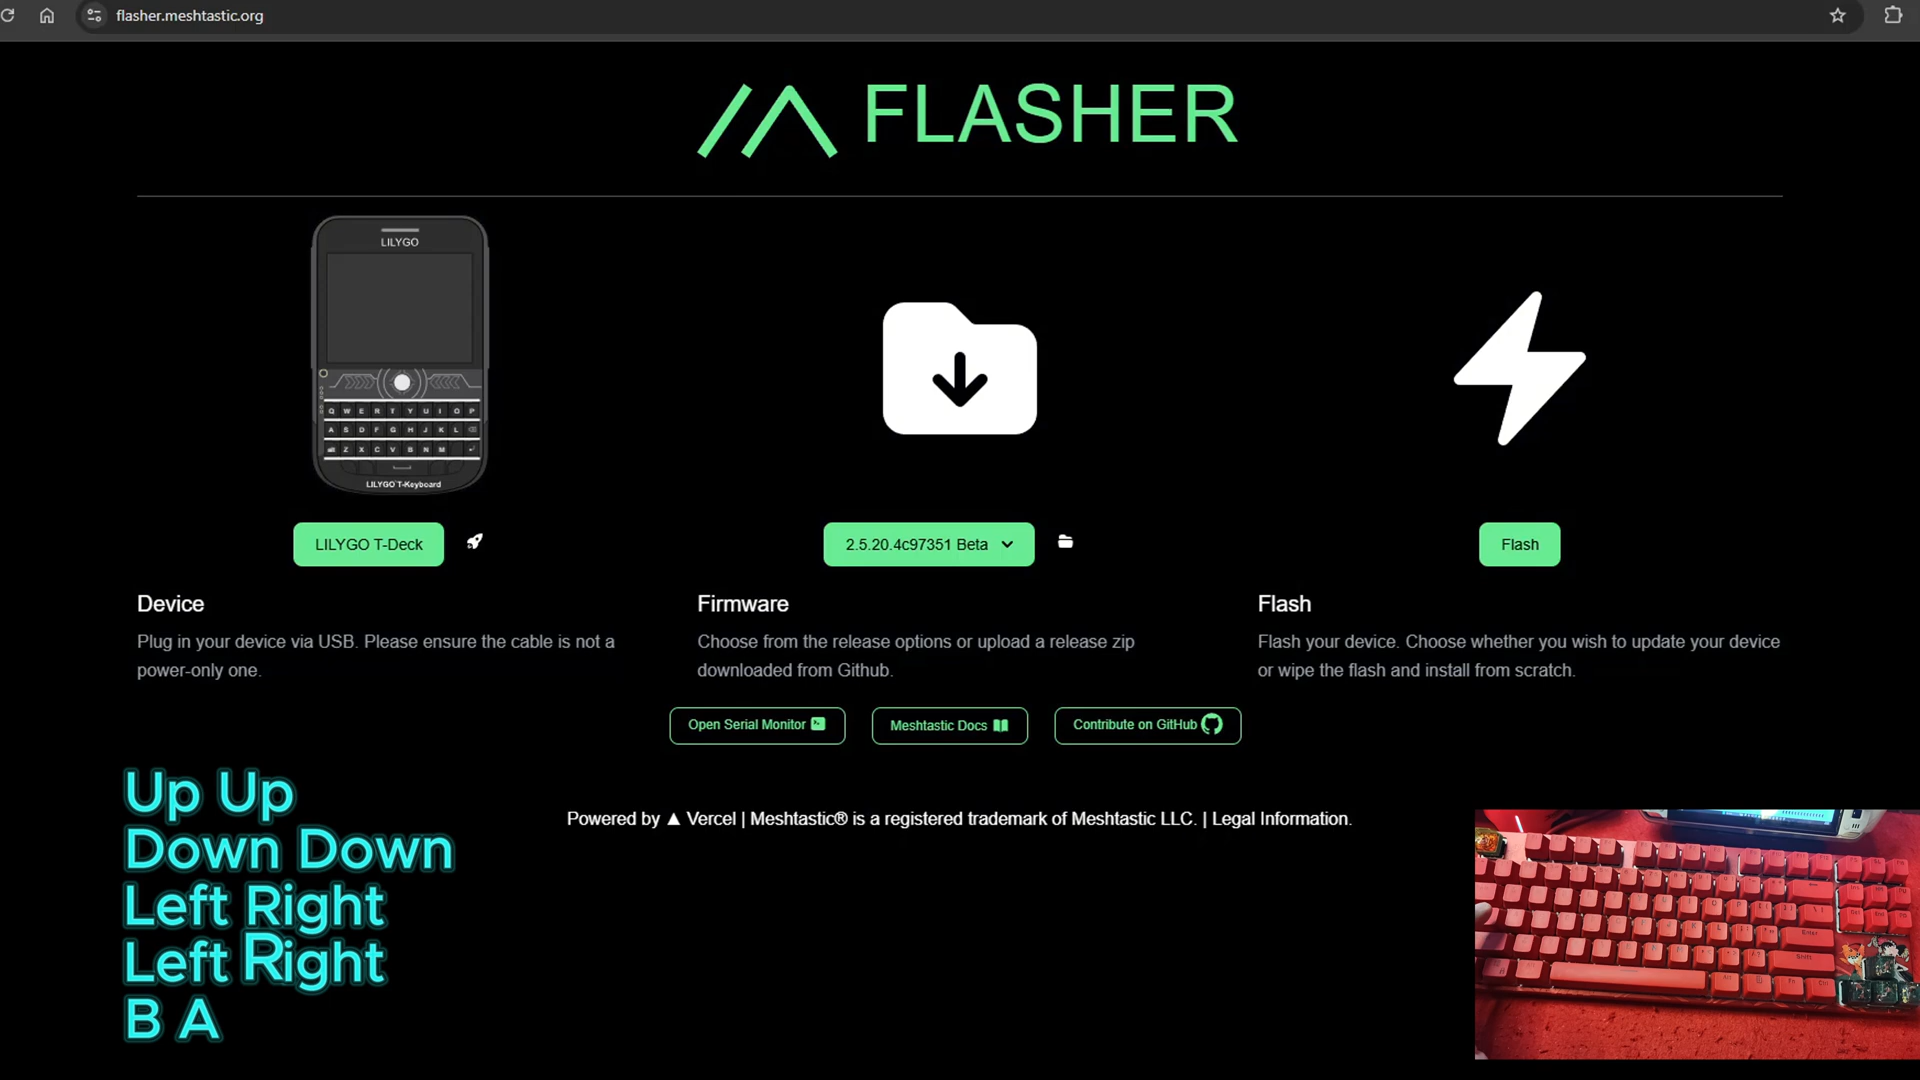 flasher.meshtastic.org
FLASHER
LILYGO
Q W E R T Y U I O P
A S D F G H J K L
alt Z X C V B N M
LILYGO T-Keyboard
LILYGO T-Deck
2.5.20.4c97351 Beta
Flash
Device
Plug in your device via USB. Please ensure the cable is not a
power-only one.
Firmware
Choose from the release options or upload a release zip
downloaded from Github.
Flash
Flash your device. Choose whether you wish to update your device
or wipe the flash and install from scratch.
Open Serial Monitor
Meshtastic Docs
Contribute on GitHub
Powered by ▲ Vercel | Meshtastic® is a registered trademark of Meshtastic LLC. | Legal Information.
Up Up
Down Down
Left Right
Left Right
B A
Enter
Shift